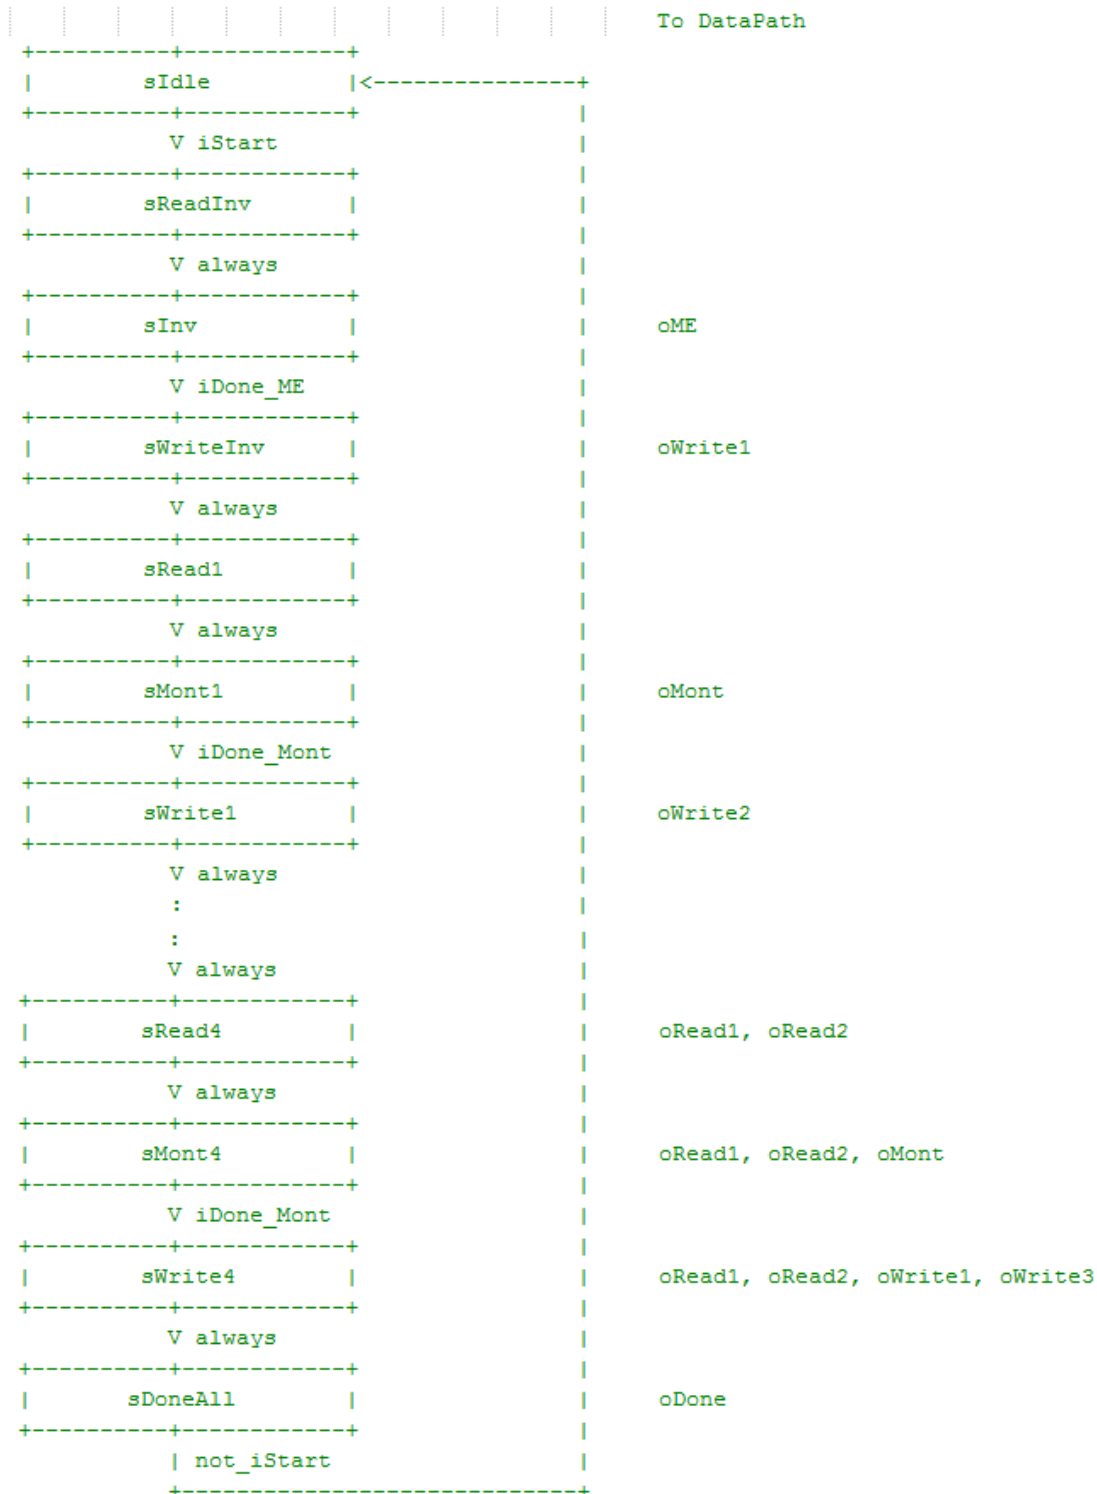 To DataPath
+----------+------------+
|        sIdle          |<---------------+
+----------+------------+                |
           V iStart                      |
+----------+------------+                |
|        sReadInv       |                |
+----------+------------+                |
           V always                      |
+----------+------------+                |
|        sInv           |                |     oME
+----------+------------+                |
           V iDone_ME                    |
+----------+------------+                |
|        sWriteInv      |                |     oWrite1
+----------+------------+                |
           V always                      |
+----------+------------+                |
|        sRead1         |                |
+----------+------------+                |
           V always                      |
+----------+------------+                |
|        sMont1         |                |     oMont
+----------+------------+                |
           V iDone_Mont                  |
+----------+------------+                |
|        sWrite1        |                |     oWrite2
+----------+------------+                |
           V always                      |
           :                             |
           :                             |
           V always                      |
+----------+------------+                |
|        sRead4         |                |     oRead1, oRead2
+----------+------------+                |
           V always                      |
+----------+------------+                |
|        sMont4         |                |     oRead1, oRead2, oMont
+----------+------------+                |
           V iDone_Mont                  |
+----------+------------+                |
|        sWrite4        |                |     oRead1, oRead2, oWrite1, oWrite3
+----------+------------+                |
           V always                      |
+----------+------------+                |
|       sDoneAll        |                |     oDone
+----------+------------+                |
           | not_iStart                  |
           +-----------------------------+